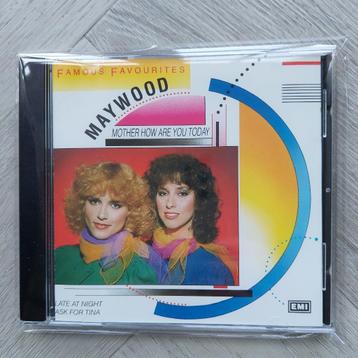 FAMOUS FAVOURITES
MAYWOOD
MOTHER HOW ARE YOU TODAY
LATE AT NIGHT
ASK FOR TINA
EMI